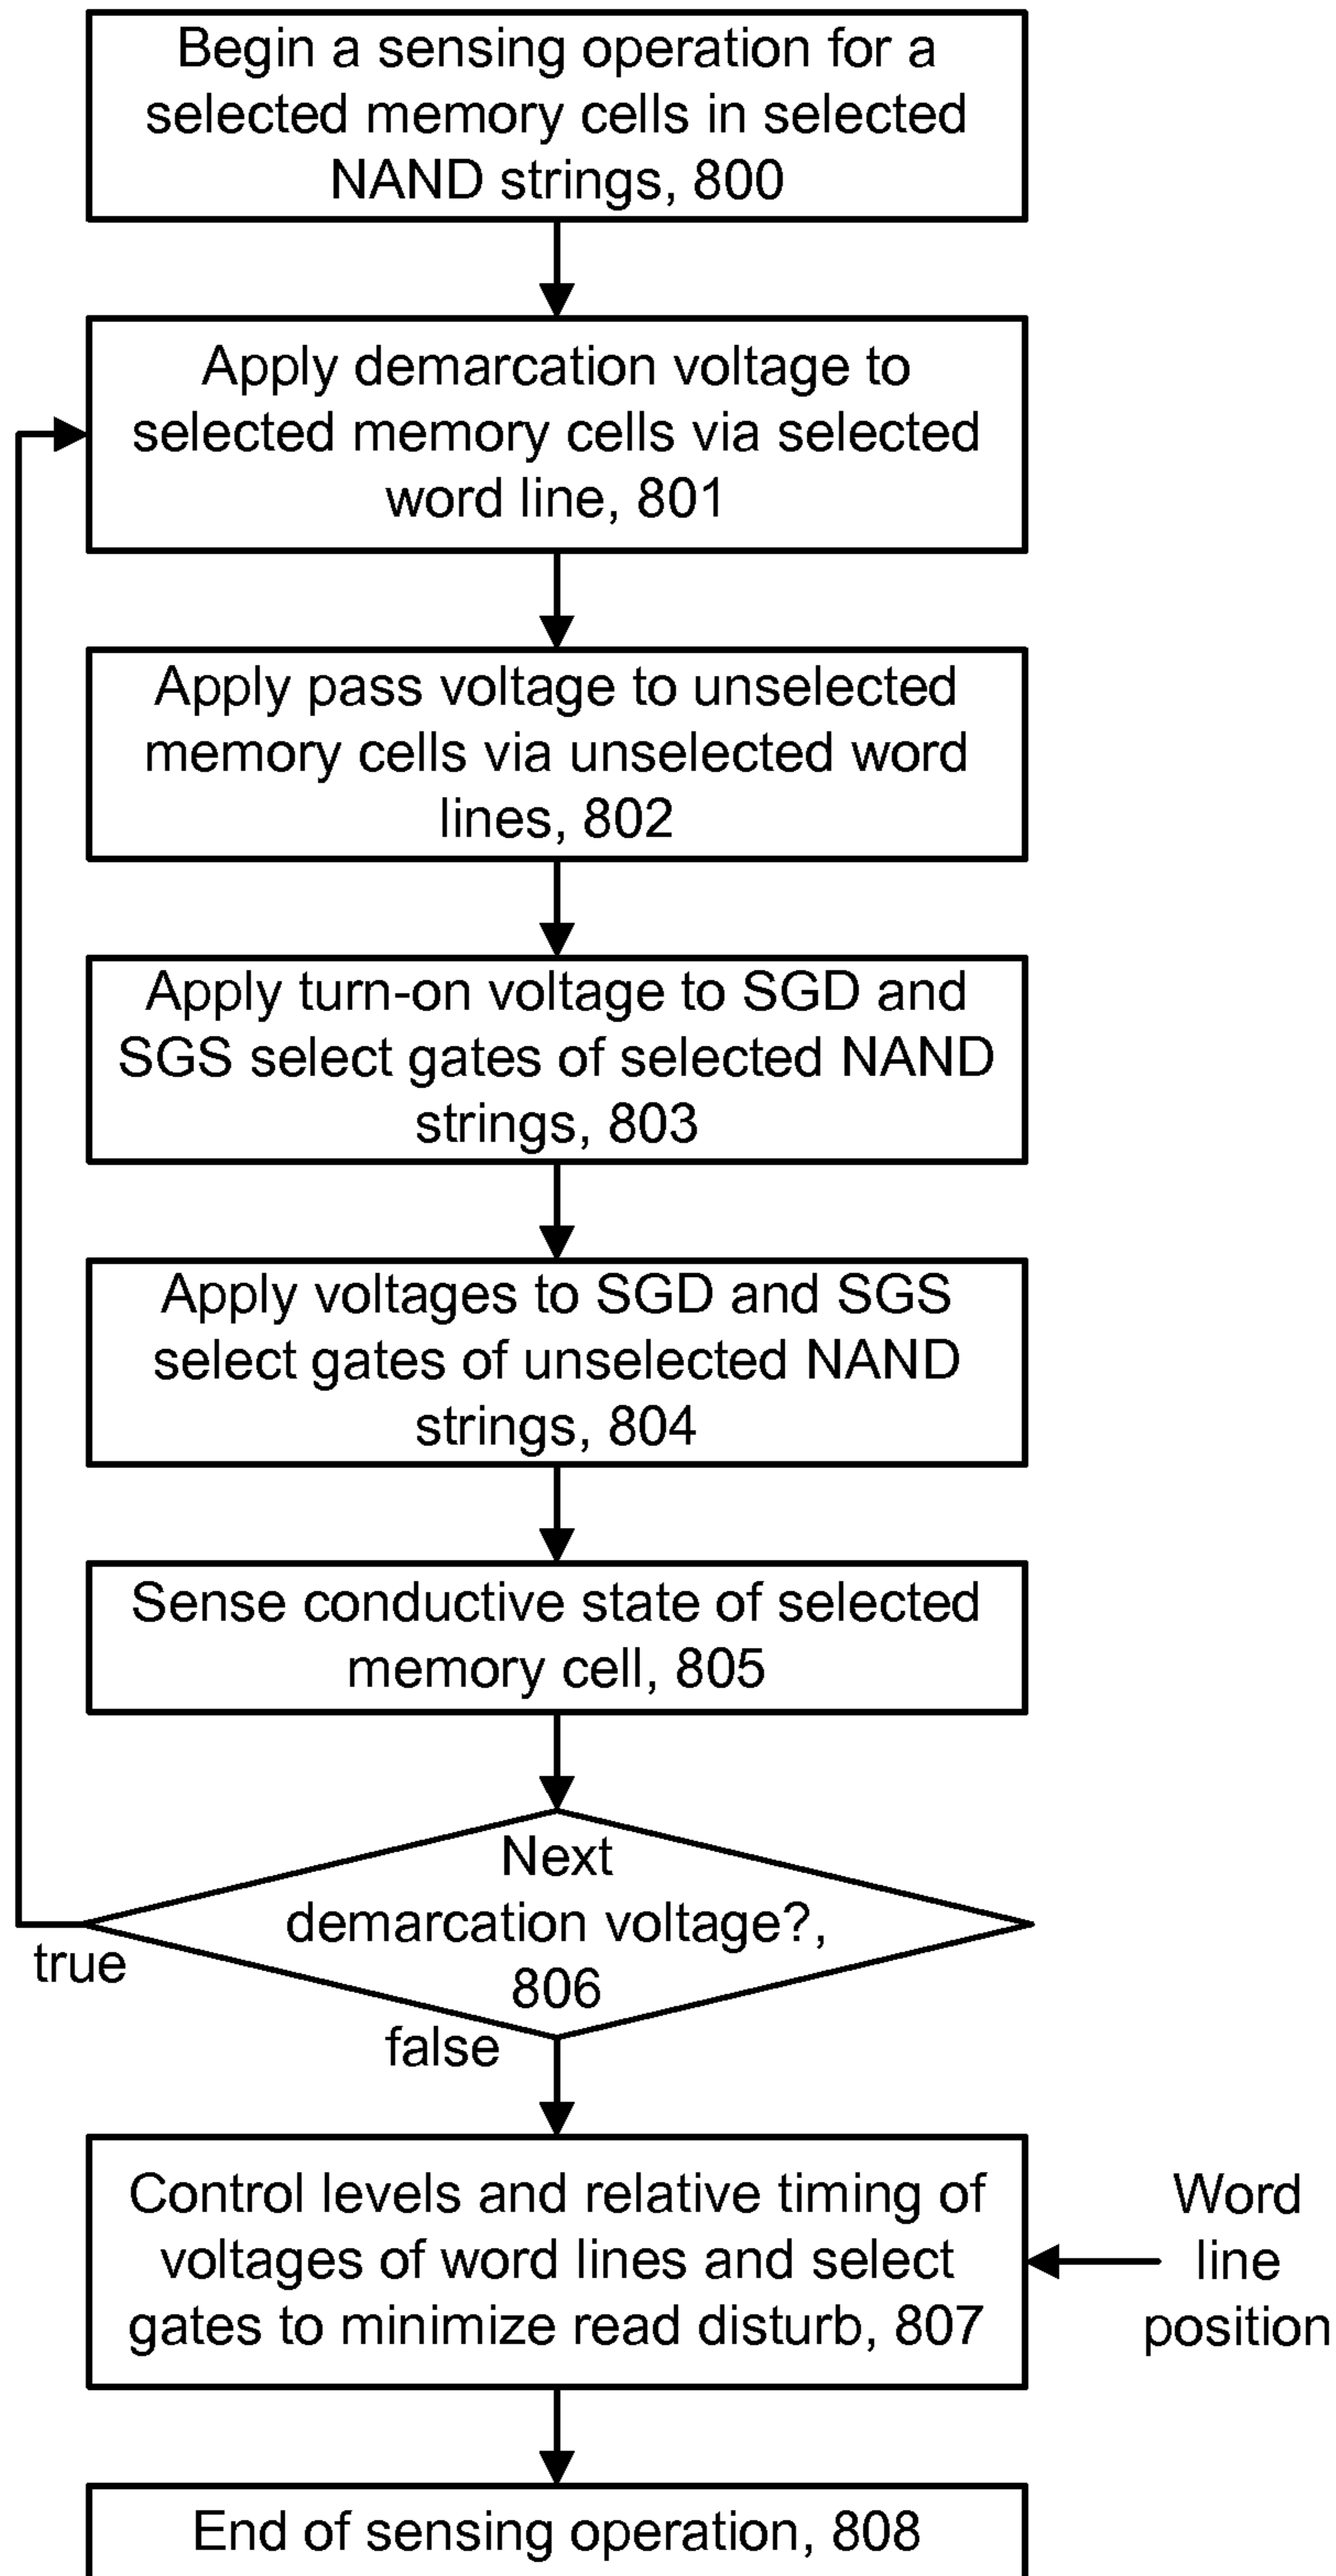 Begin a sensing operation for a
selected memory cells in selected
NAND strings, 800
Apply demarcation voltage to
selected memory cells via selected
word line, 801
Apply pass voltage to unselected
memory cells via unselected word
lines, 802
Apply turn-on voltage to SGD and
SGS select gates of selected NAND
strings, 803
Apply voltages to SGD and SGS
select gates of unselected NAND
strings, 804
Sense conductive state of selected
memory cell, 805
Next
demarcation voltage?,
806
true
false
Control levels and relative timing of
voltages of word lines and select
gates to minimize read disturb, 807
Word
line
position
End of sensing operation, 808